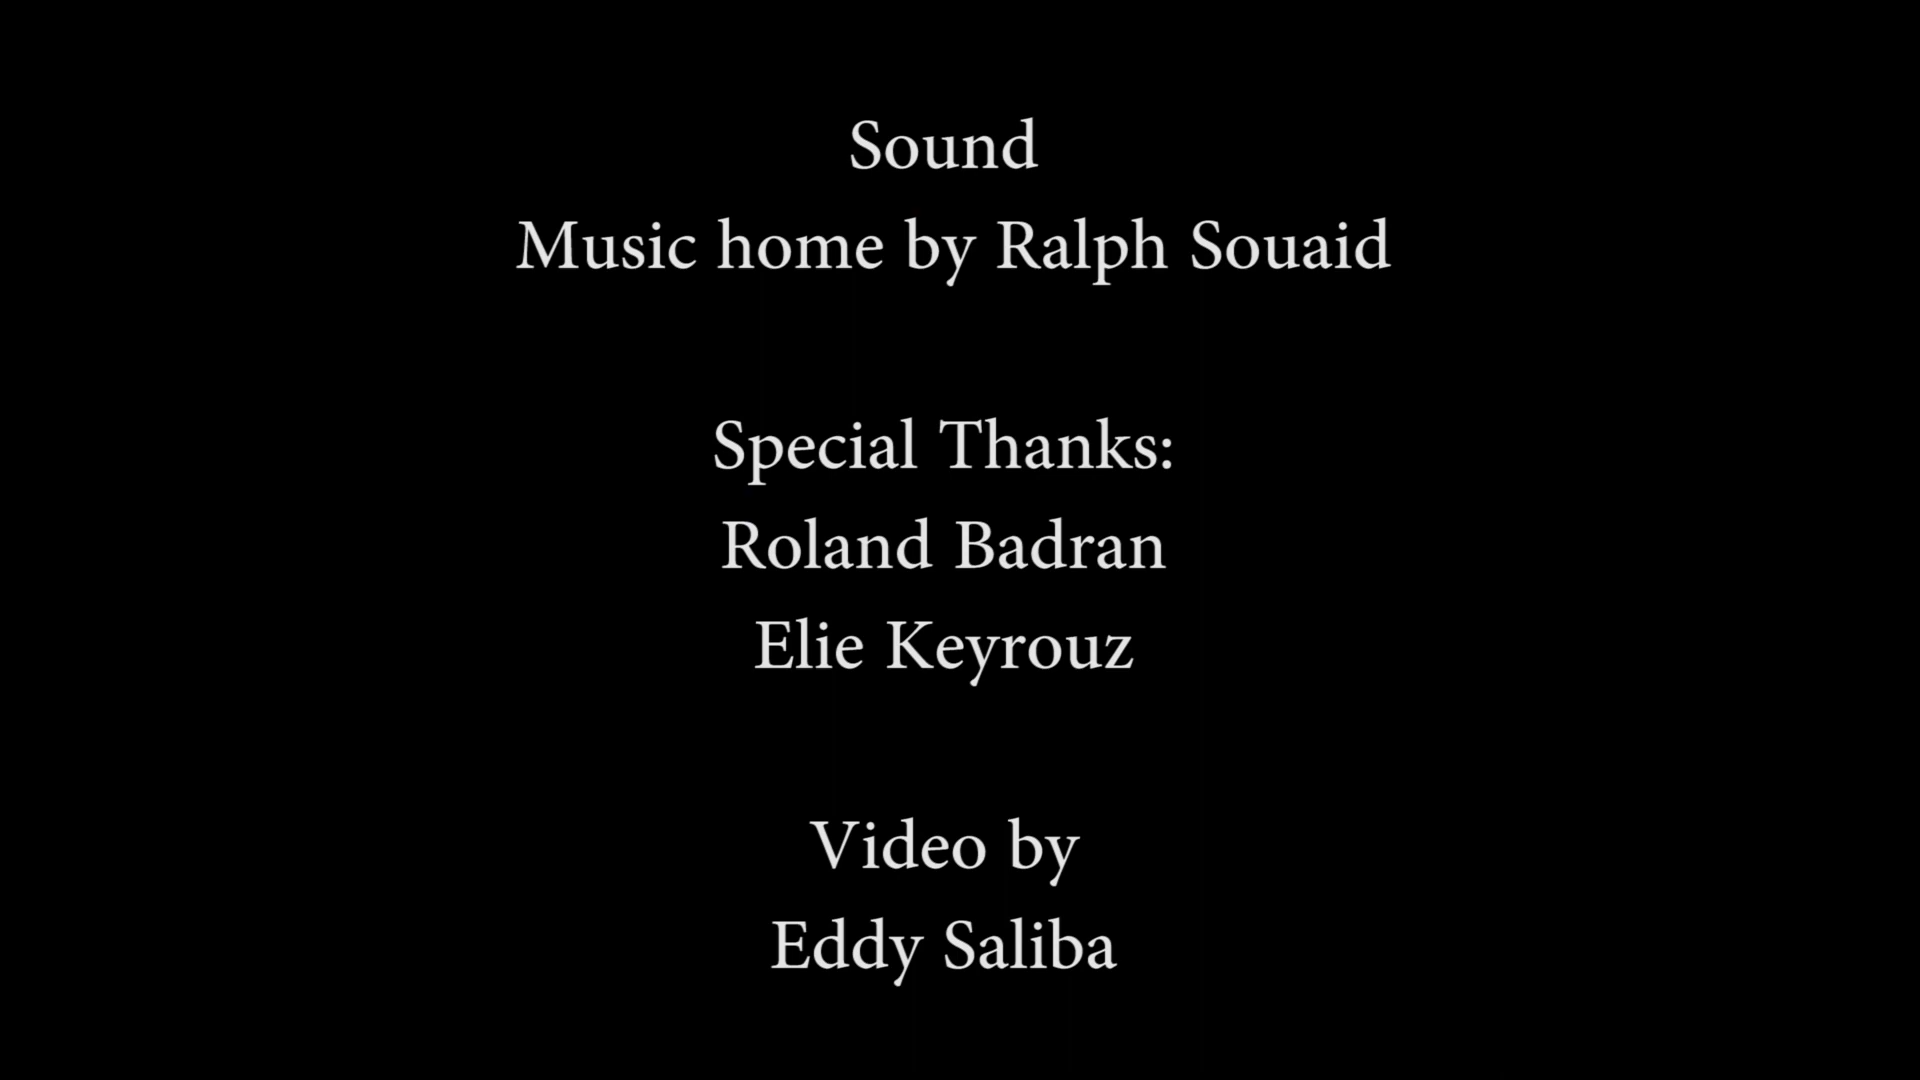 Sound
Music home by Ralph Souaid
Special Thanks:
Roland Badran
Elie Keyrouz
Video by
Eddy Saliba